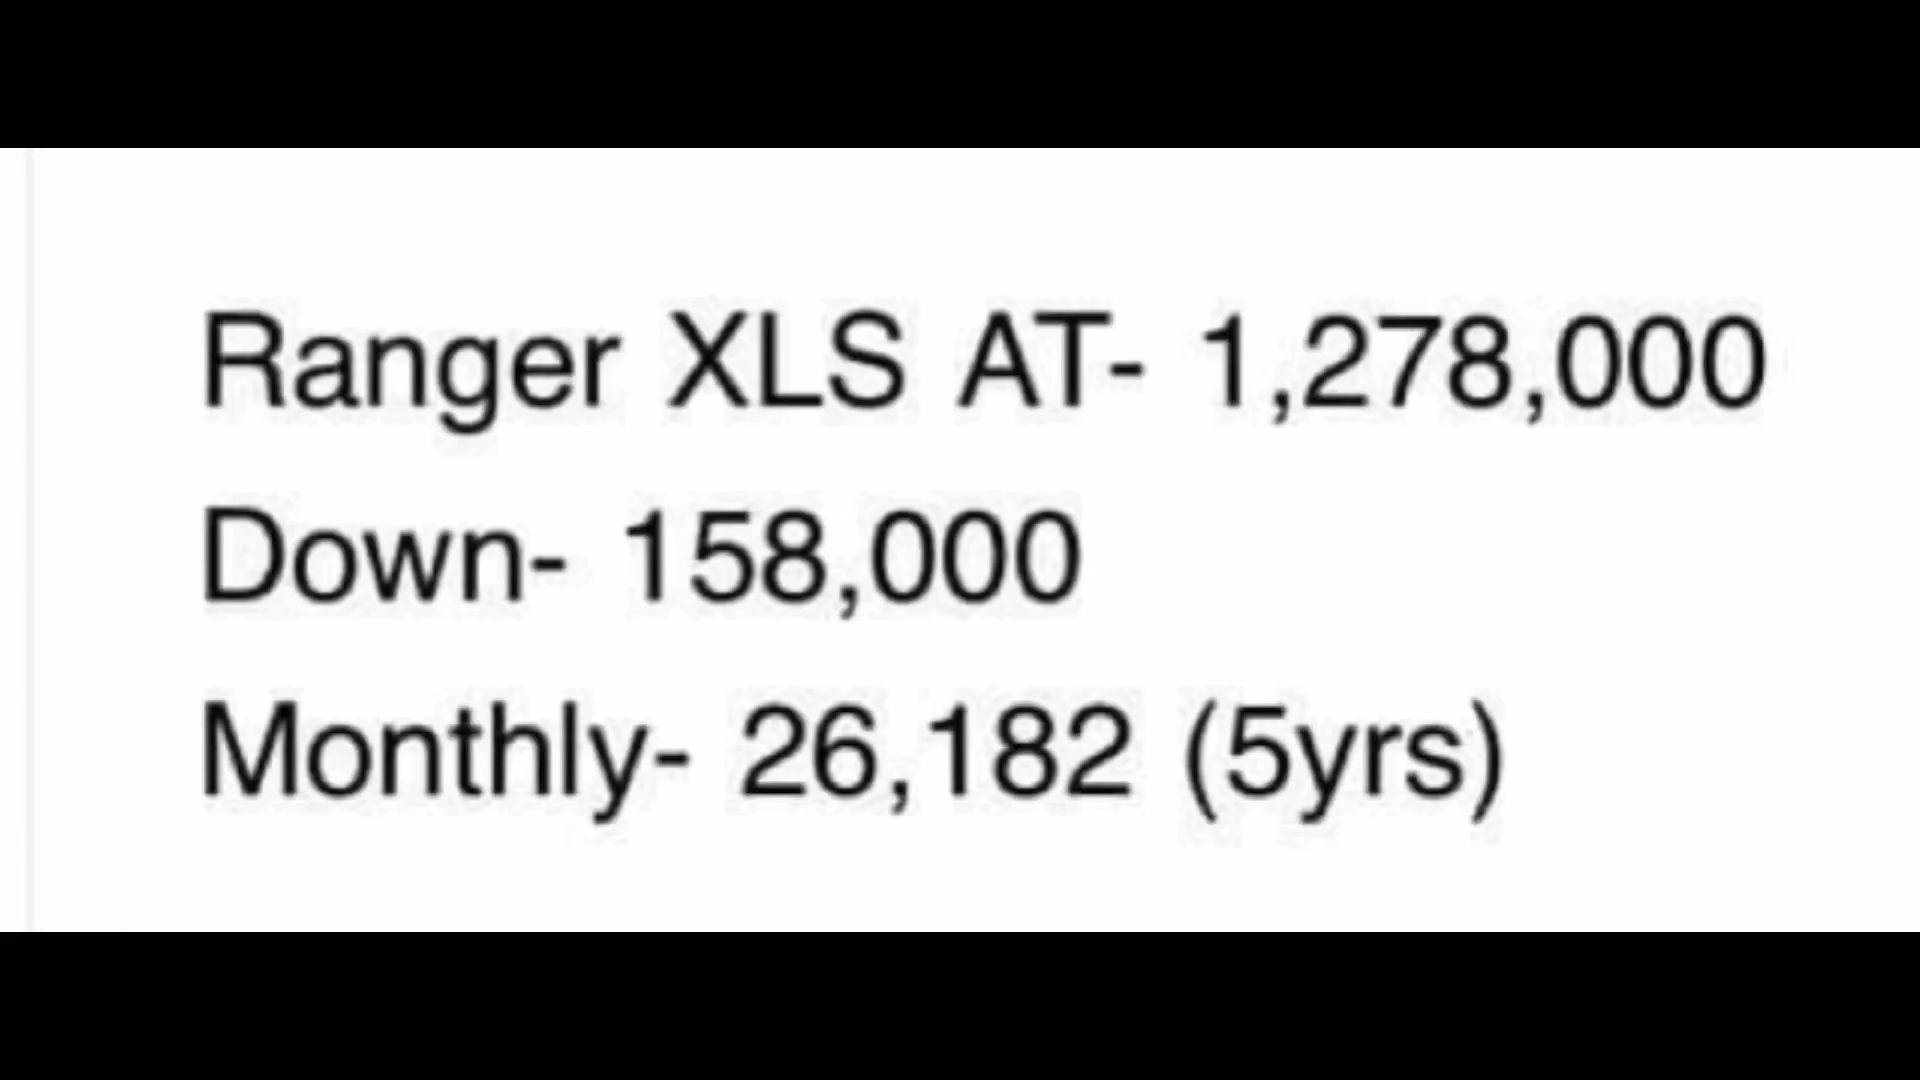 Ranger XLS AT- 1,278,000
Down- 158,000
Monthly- 26,182 (5yrs)